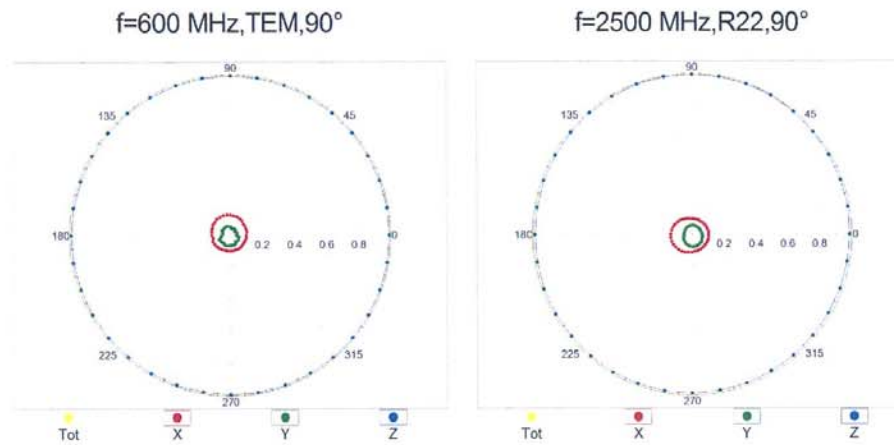 f=600 MHz,TEM,90° f=2500 MHz,R22,90°
90 90
135 45 135 45
180 0.2 0.4 0.6 0.8 0 180 0.2 0.4 0.6 0.8 0
225 315 225 315
270 270
Tot X Y Z Tot X Y Z